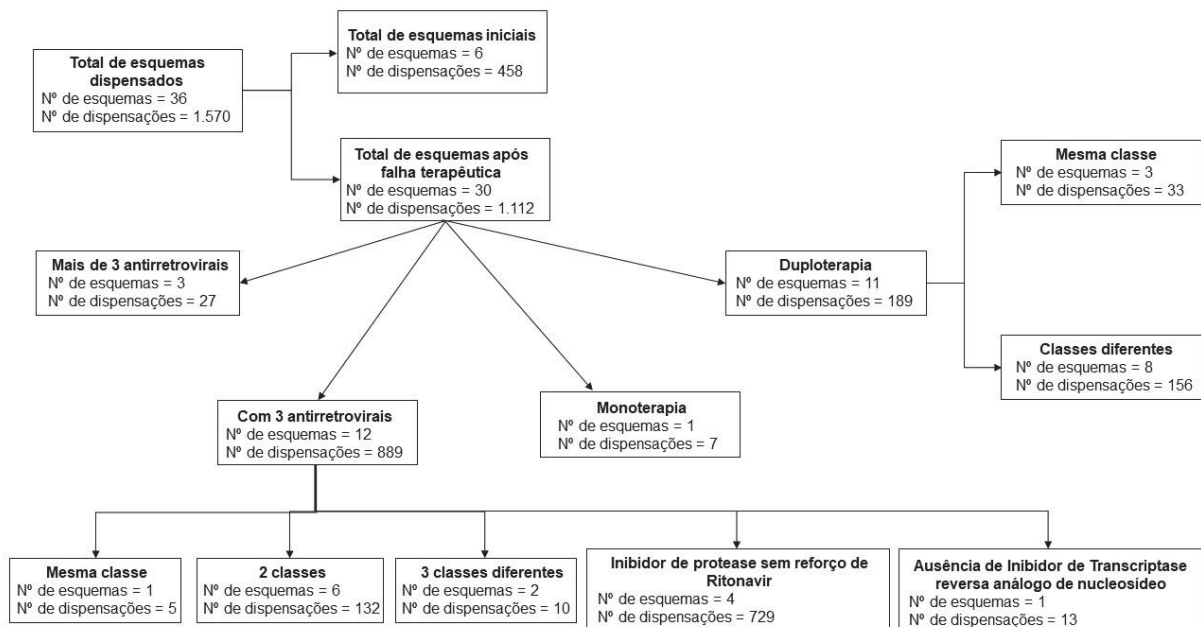 Total de esquemas iniciais
Nº de esquemas = 6
Nº de dispensações = 458
Total de esquemas
dispensados
Nº de esquemas = 36
Nº de dispensações = 1.570
Total de esquemas após
falha terapêutica
Nº de esquemas = 30
Nº de dispensações = 1.112
Mesma classe
Nº de esquemas = 3
Nº de dispensações = 33
Mais de 3 antirretrovirais
Nº de esquemas = 3
Nº de dispensações = 27
Duploterapia
Nº de esquemas = 11
Nº de dispensações = 189
Classes diferentes
Nº de esquemas = 8
Nº de dispensações = 156
Com 3 antirretrovirais
Nº de esquemas = 12
Nº de dispensações = 889
Monoterapia
Nº de esquemas = 1
Nº de dispensações = 7
Mesma classe
Nº de esquemas = 1
Nº de dispensações = 5
2 classes
Nº de esquemas = 6
Nº de dispensações = 132
3 classes diferentes
Nº de esquemas = 2
Nº de dispensações = 10
Inibidor de protease sem reforço de
Ritonavir
Nº de esquemas = 4
Nº de dispensações = 729
Ausência de Inibidor de Transcriptase
reversa análogo de nucleosídeo
Nº de esquemas = 1
Nº de dispensações = 13